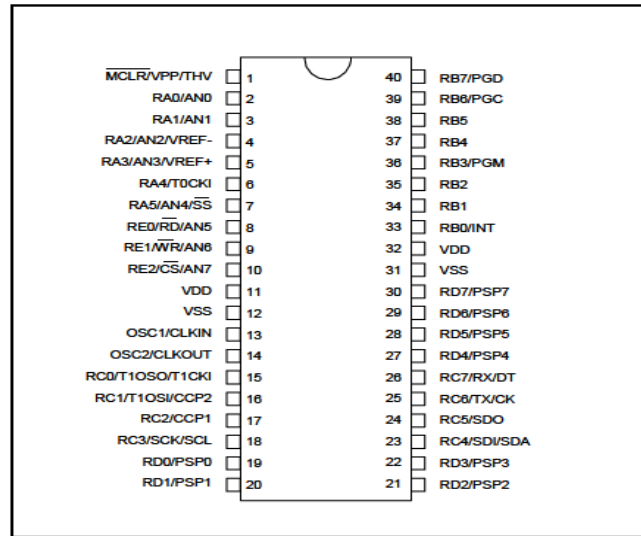 MCLR/VPP/THV 1 40 RB7/PGD
RA0/AN0 2 39 RB6/PGC
RA1/AN1 3 38 RB5
RA2/AN2/VREF- 4 37 RB4
RA3/AN3/VREF+ 5 36 RB3/PGM
RA4/T0CKI 6 35 RB2
RA5/AN4/SS 7 34 RB1
RE0/RD/AN5 8 33 RB0/INT
RE1/WR/AN6 9 32 VDD
RE2/CS/AN7 10 31 VSS
VDD 11 30 RD7/PSP7
VSS 12 29 RD6/PSP6
OSC1/CLKIN 13 28 RD5/PSP5
OSC2/CLKOUT 14 27 RD4/PSP4
RC0/T1OSO/T1CKI 15 26 RC7/RX/DT
RC1/T1OSI/CCP2 16 25 RC6/TX/CK
RC2/CCP1 17 24 RC5/SDO
RC3/SCK/SCL 18 23 RC4/SDI/SDA
RD0/PSP0 19 22 RD3/PSP3
RD1/PSP1 20 21 RD2/PSP2